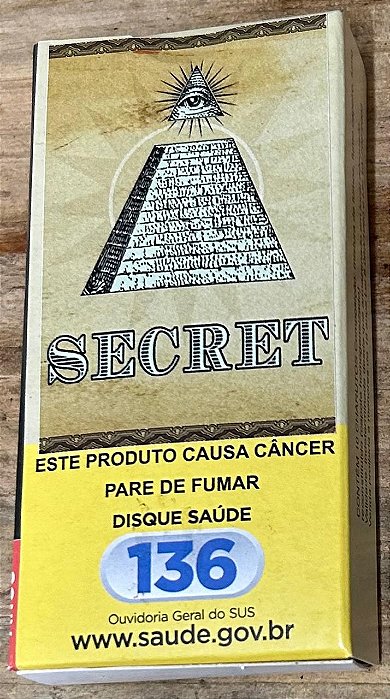 SECRET
ESTE PRODUTO CAUSA CÂNCER
PARE DE FUMAR
DISQUE SAÚDE
136
Ouvidoria Geral do SUS
www.saude.gov.br